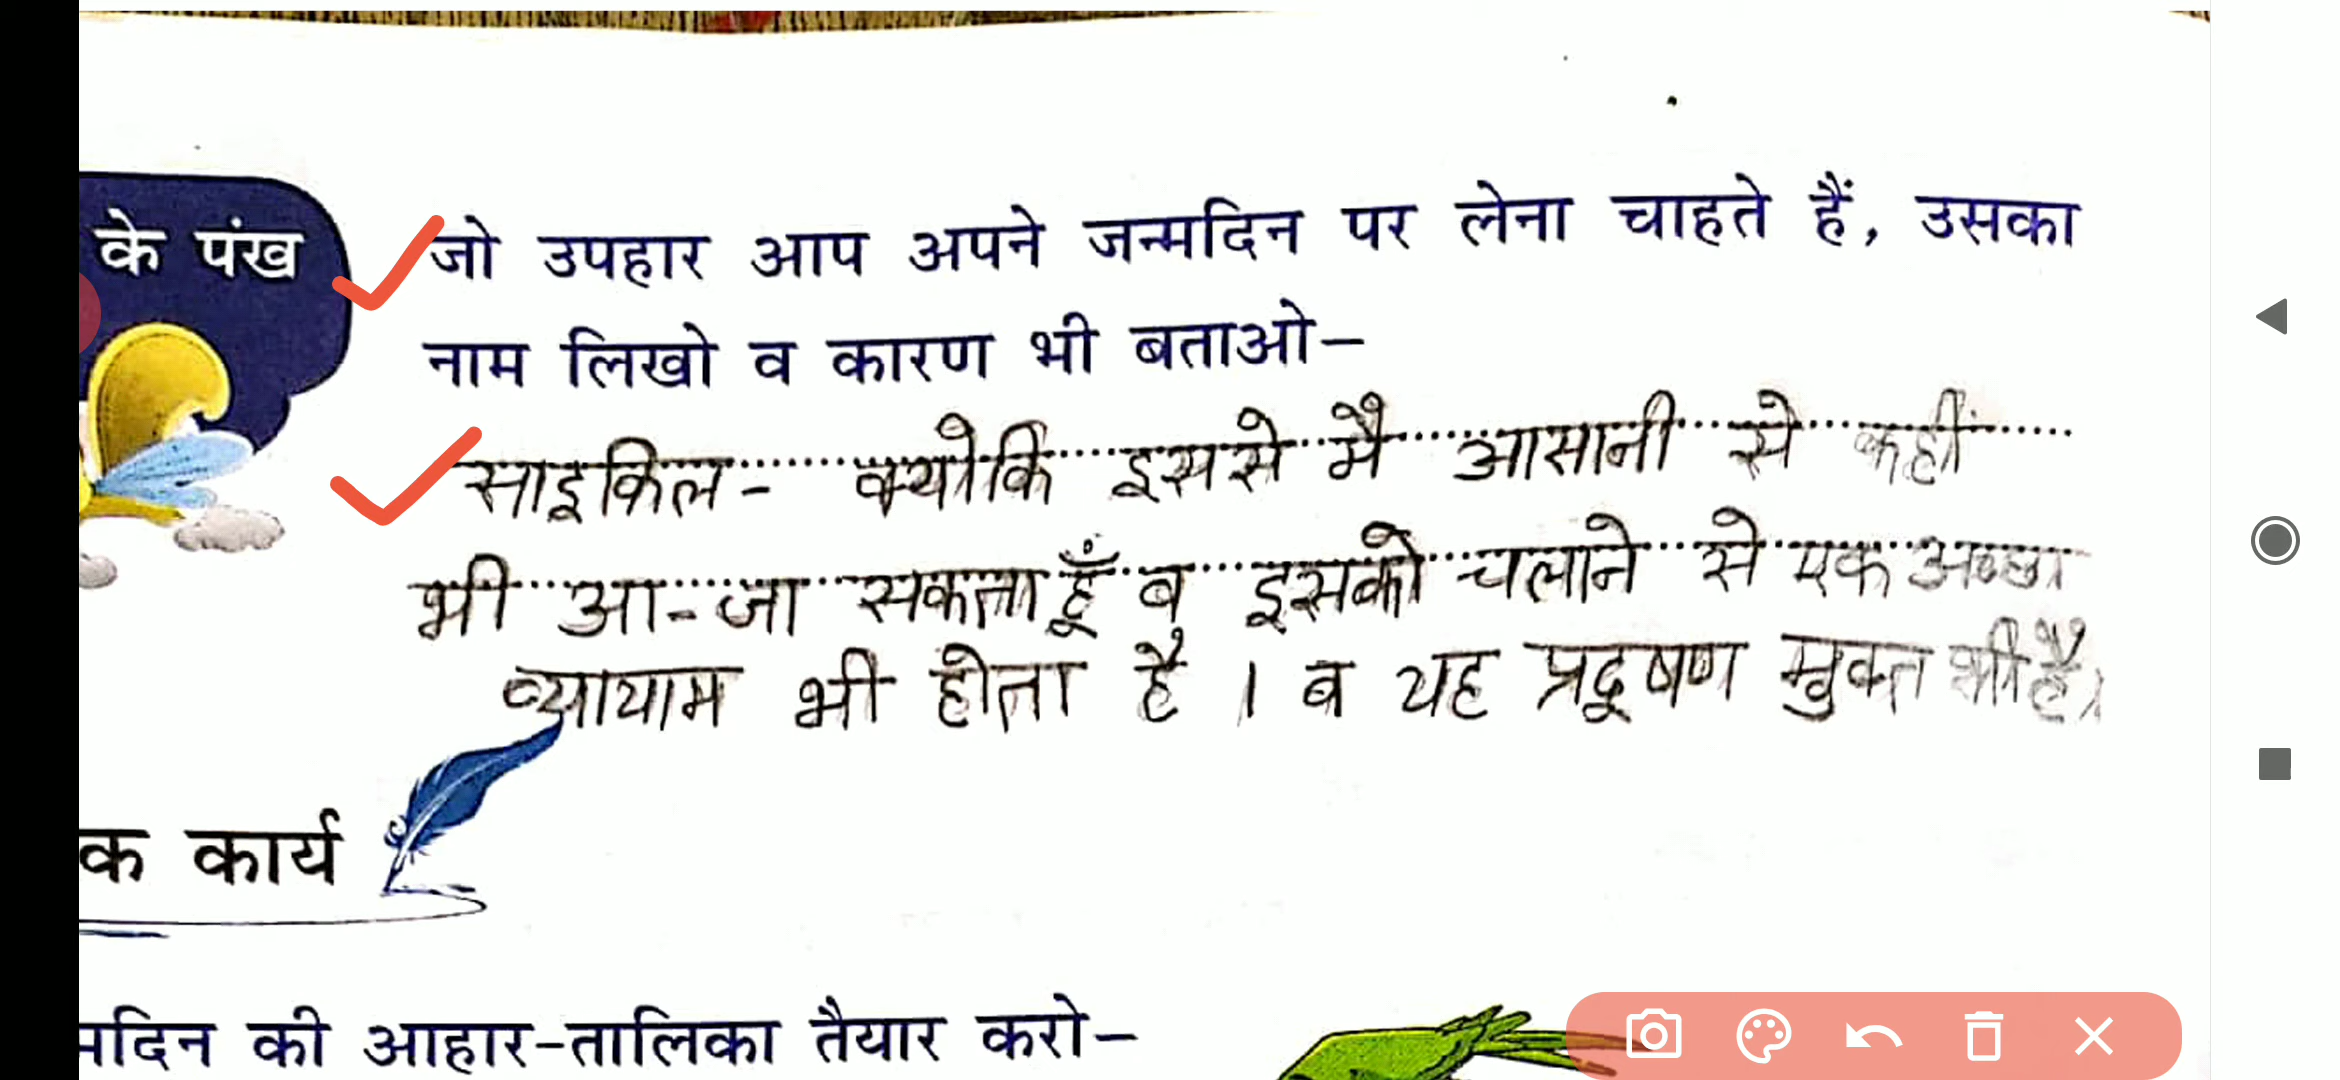 के पंख
जो उपहार आप अपने जन्मदिन पर लेना चाहते हैं, उसका
नाम लिखो व कारण भी बताओ–
साइकिल - क्योकि इससे मै आसानी से कहीं
भी आ-जा सकता हूँ व इसको चलाने से एक अच्छा
व्यायाम भी होता है । व यह प्रदूषण मुक्त भी है।
क कार्य
मदिन की आहार-तालिका तैयार करो–